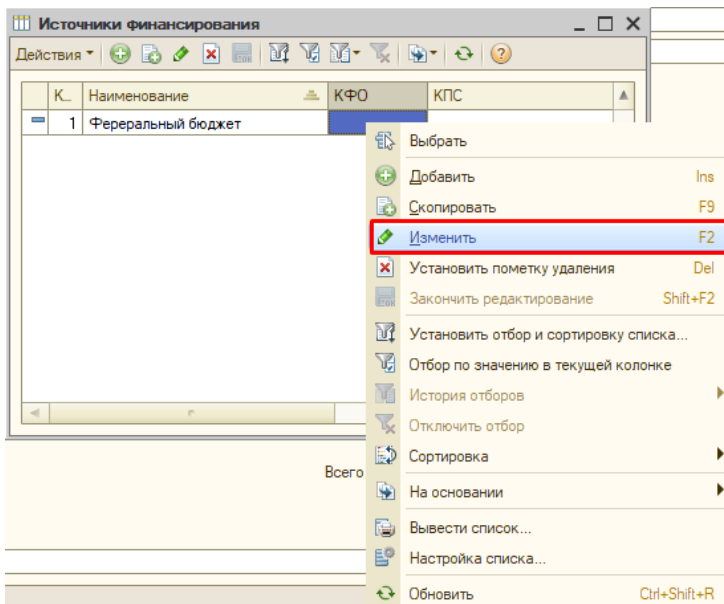 Источники финансирования
Действия
К... Наименование КФО КПС
1 Фереральный бюджет
Выбрать
Добавить Ins
Скопировать F9
Изменить F2
Установить пометку удаления Del
Закончить редактирование Shift+F2
Установить отбор и сортировку списка...
Отбор по значению в текущей колонке
История отборов
Отключить отбор
Сортировка
Всего
На основании
Вывести список...
Настройка списка...
Обновить Ctrl+Shift+R